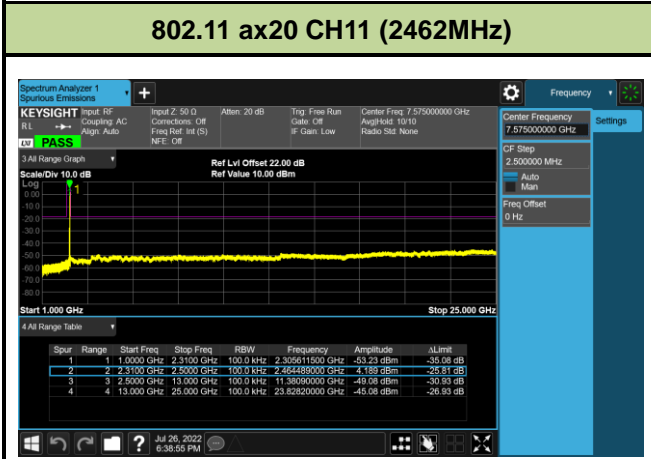 802.11 ax20 CH11 (2462MHz)
Spectrum Analyzer 1
Spurious Emissions
Frequency
KEYSIGHT
Input: RF
Coupling: AC
Align: Auto
Input Z: 50 Ω
Corrections: Off
Freq Ref: Int (S)
NFE: Off
Atten: 20 dB
Trig: Free Run
Gate: Off
IF Gain: Low
Center Freq: 7.575000000 GHz
Avg|Hold: 10/10
Radio Std: None
R L
LXI PASS
Center Frequency
7.575000000 GHz
Settings
CF Step
2.500000 MHz
Auto
Man
Freq Offset
0 Hz
3 All Range Graph
Scale/Div 10.0 dB
Ref Lvl Offset 22.00 dB
Ref Value 10.00 dBm
Log
1
0.00
-10.0
-20.0
-30.0
-40.0
-50.0
-60.0
-70.0
-80.0
Start 1.000 GHz
Stop 25.000 GHz
4 All Range Table
Spur Range Start Freq Stop Freq RBW Frequency Amplitude ΔLimit
1 1 1.0000 GHz 2.3100 GHz 100.0 kHz 2.305611500 GHz -53.23 dBm -35.08 dB
2 2 2.3100 GHz 2.5000 GHz 100.0 kHz 2.464489000 GHz 4.189 dBm -25.81 dB
3 3 2.5000 GHz 13.000 GHz 100.0 kHz 11.38090000 GHz -49.08 dBm -30.93 dB
4 4 13.000 GHz 25.000 GHz 100.0 kHz 23.82820000 GHz -45.08 dBm -26.93 dB
Jul 26, 2022
6:38:55 PM